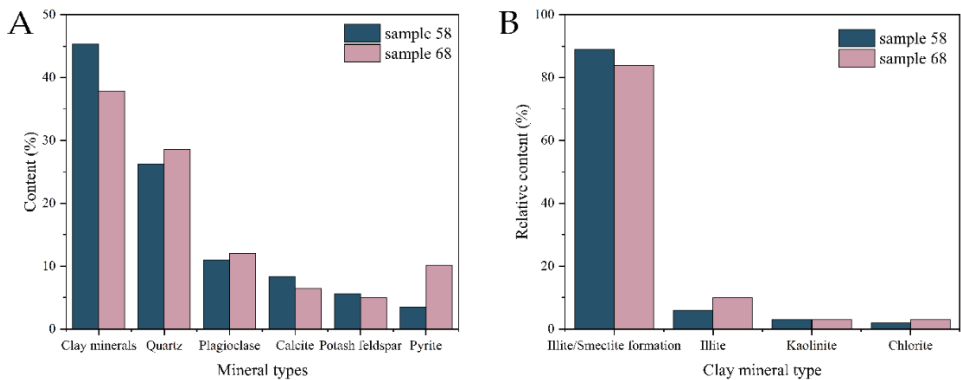 A
50
40
30
20
10
0
Content (%)
samplc 58
sample 68
Clay minerals Quartz Plagioclase Calcite Potash feldspar Pyrite
Mineral types
B
100
80
60
40
20
0
Relative content (%)
sample 58
sample 68
Illite/Smectite formation Illite Kaolinite Chlorite
Clay mineral type